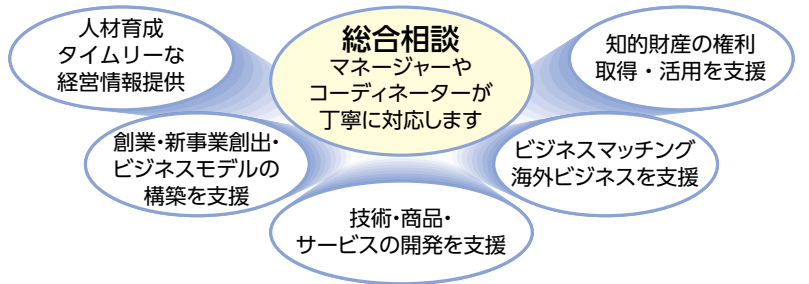 人材育成
タイムリーな
経営情報提供
総合相談
マネージャーや
コーディネーターが
丁寧に対応します
知的財産の権利
取得・活用を支援
創業・新事業創出・
ビジネスモデルの
構築を支援
ビジネスマッチング
海外ビジネスを支援
技術・商品・
サービスの開発を支援